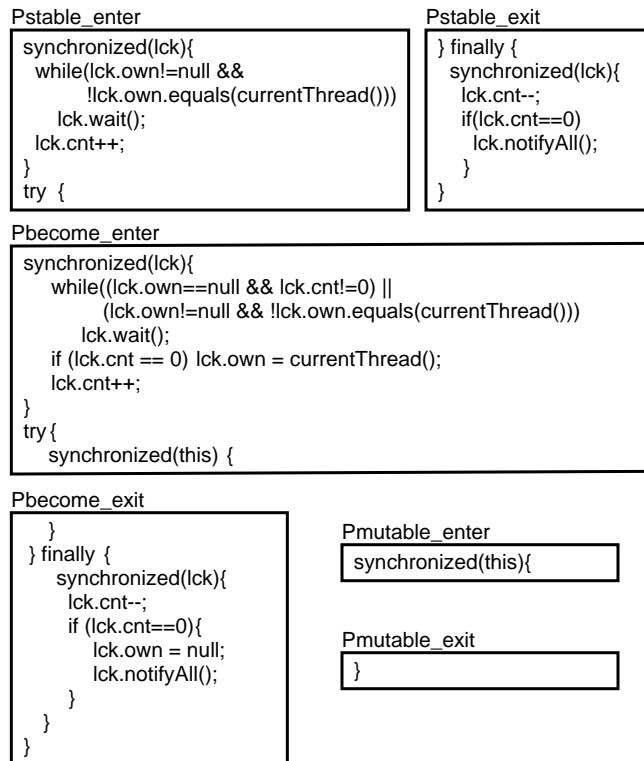 Pstable_enter
synchronized(lck){
while(lck.own!=null &&
!lck.own.equals(currentThread()))
lck.wait();
lck.cnt++;
}
try {
Pstable_exit
} finally {
synchronized(lck){
lck.cnt--;
if(lck.cnt==0)
lck.notifyAll();
}
}
Pbecome_enter
synchronized(lck){
while((lck.own==null && lck.cnt!=0) ||
(lck.own!=null && !lck.own.equals(currentThread()))
lck.wait();
if (lck.cnt == 0) lck.own = currentThread();
lck.cnt++;
}
try{
synchronized(this) {
Pbecome_exit
}
} finally {
synchronized(lck){
lck.cnt--;
if (lck.cnt==0){
lck.own = null;
lck.notifyAll();
}
}
}
Pmutable_enter
synchronized(this){
Pmutable_exit
}